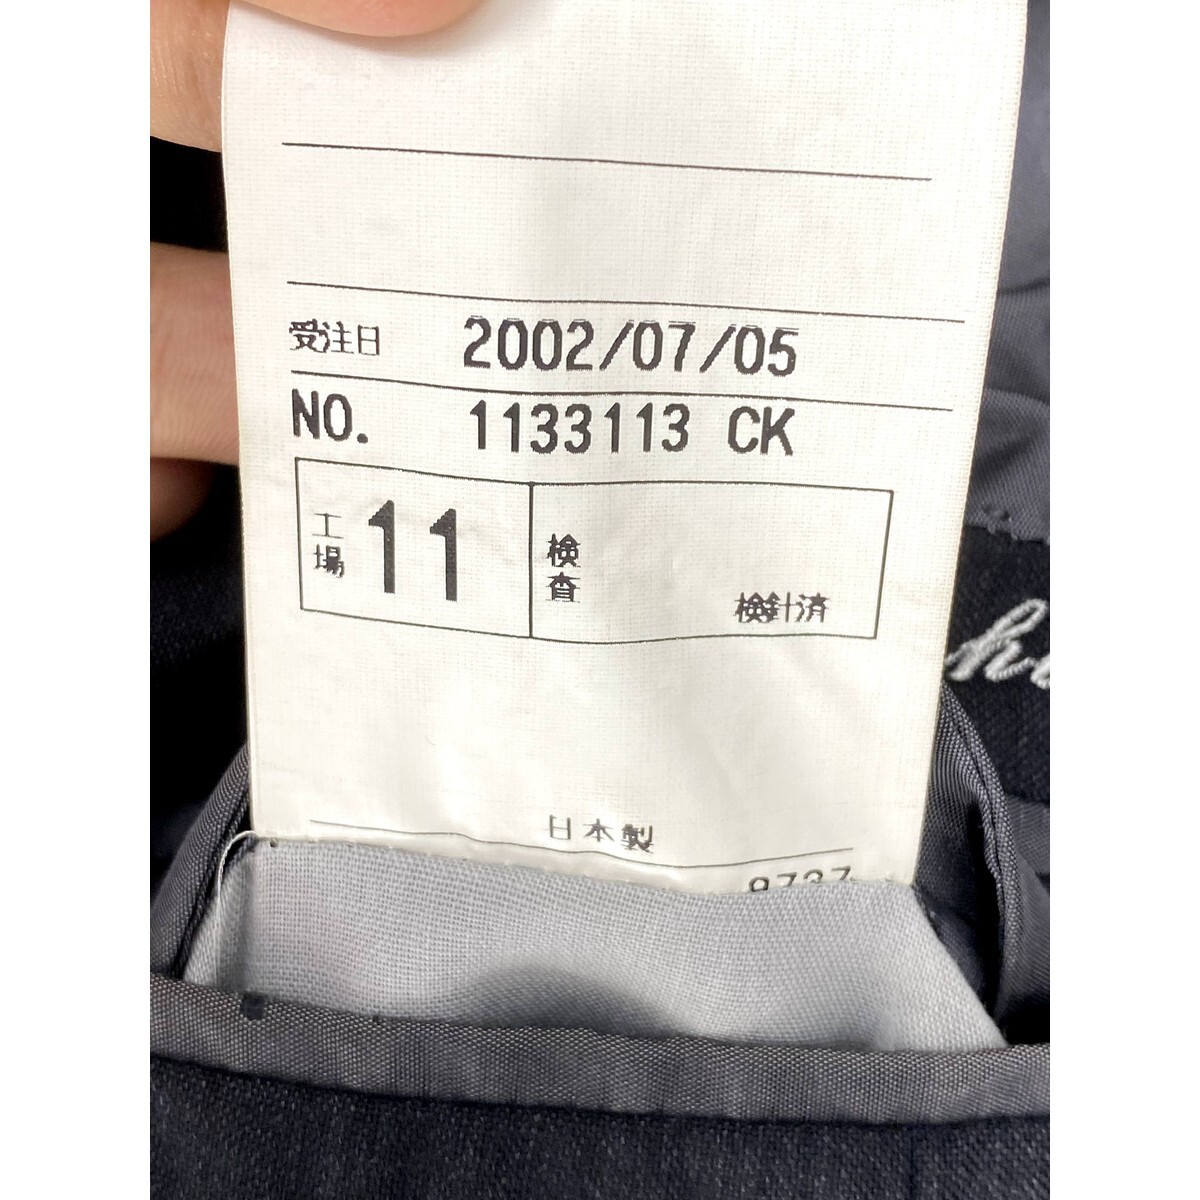 受注日 2002/07/05
NO. 1133113 CK
工場 11 検査 検針済
日本製